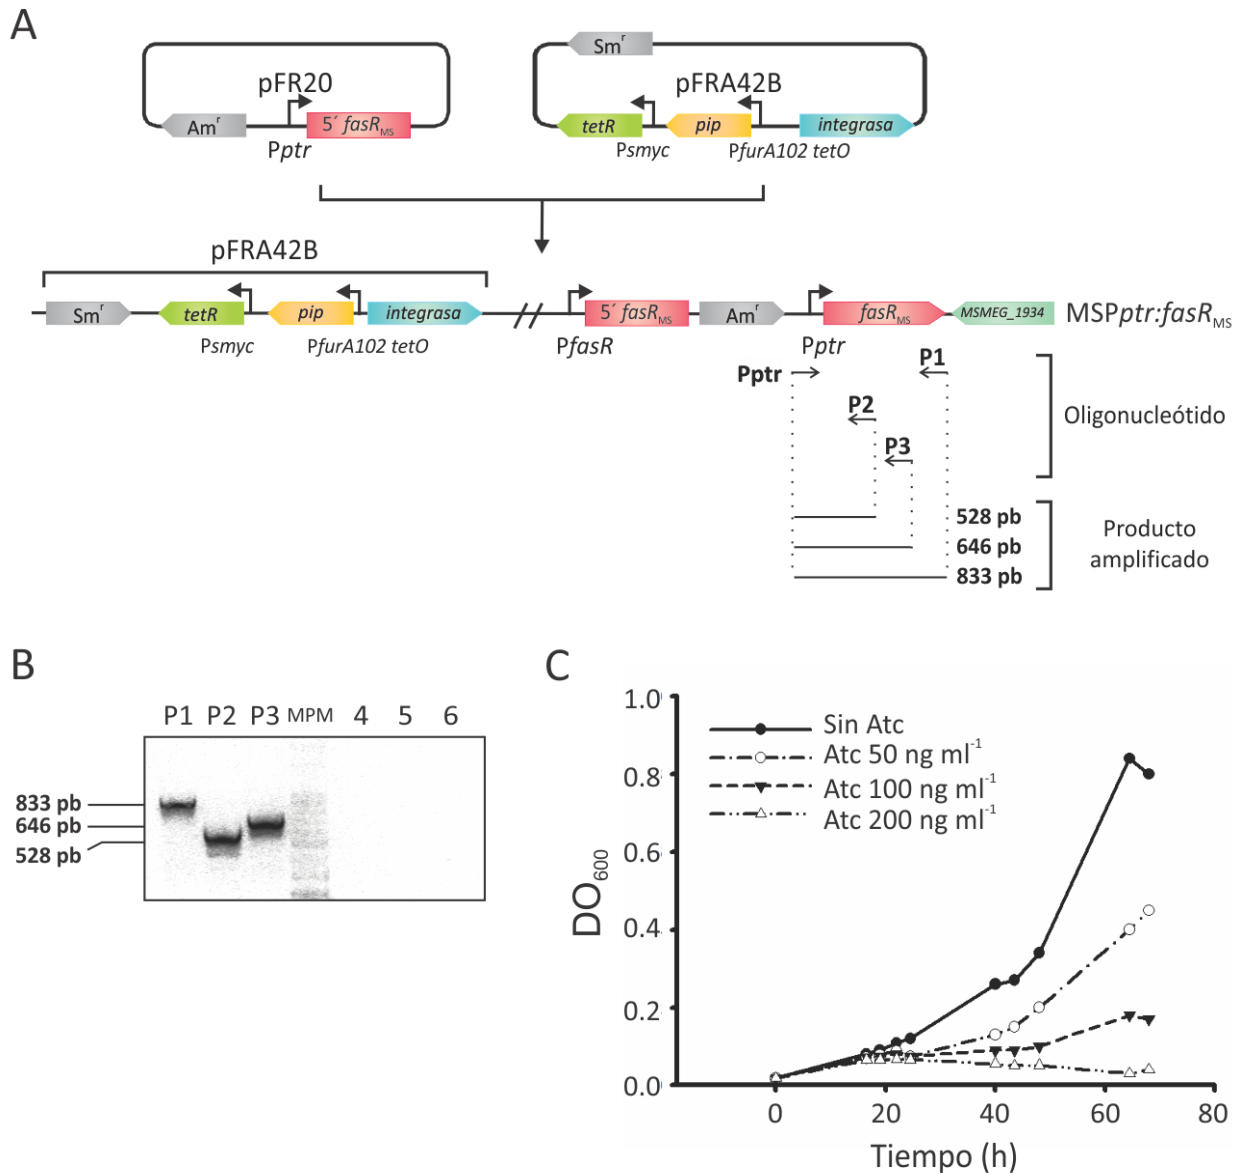 A
pFR20
Amʳ
5´ fasR_MS
Pptr
Smʳ
pFRA42B
tetR
pip
integrasa
Psmyc
PfurA102 tetO
pFRA42B
Smʳ
tetR
pip
integrasa
5´ fasR_MS
Amʳ
fasR_MS
MSMEG_1934
MSPptr:fasR_MS
Psmyc
PfurA102 tetO
PfasR
Pptr
Pptr
P1
P2
P3
Oligonucleótido
528 pb
646 pb
833 pb
Producto
amplificado
B
P1 P2 P3 MPM 4 5 6
833 pb
646 pb
528 pb
C
Sin Atc
Atc 50 ng ml⁻¹
Atc 100 ng ml⁻¹
Atc 200 ng ml⁻¹
1.0
0.8
0.6
0.4
0.2
0.0
DO₆₀₀
0 20 40 60 80
Tiempo (h)